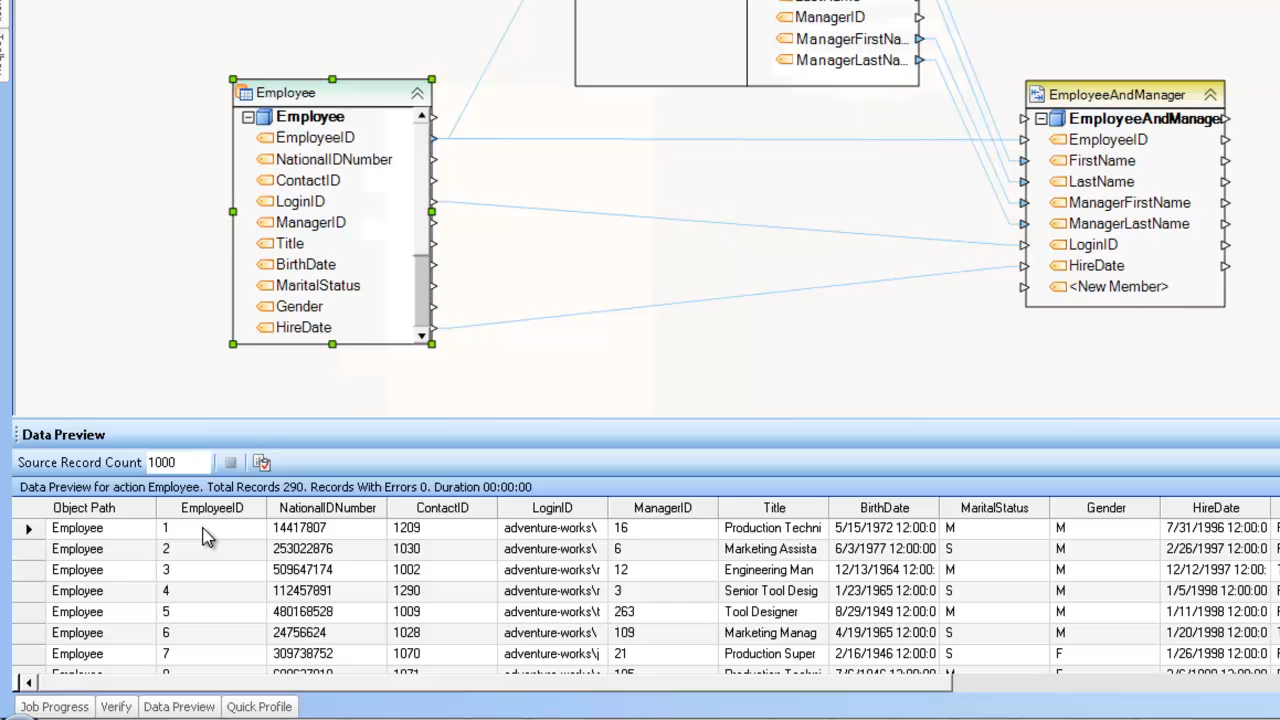 ManagerID
ManagerFirstNa...
ManagerLastNa...
Employee
Employee
EmployeeID
NationalIDNumber
ContactID
LoginID
ManagerID
Title
BirthDate
MaritalStatus
Gender
HireDate
EmployeeAndManager
EmployeeAndManage
EmployeeID
FirstName
LastName
ManagerFirstName
ManagerLastName
LoginID
HireDate
<New Member>
Data Preview
Source Record Count 1000
Data Preview for action Employee. Total Records 290. Records With Errors 0. Duration 00:00:00
Object Path EmployeeID NationalIDNumber ContactID LoginID ManagerID Title BirthDate MaritalStatus Gender HireDate
Employee 1 14417807 1209 adventure-works\ 16 Production Techni 5/15/1972 12:00:0 M M 7/31/1996 12:00:0
Employee 2 253022876 1030 adventure-works\ 6 Marketing Assista 6/3/1977 12:00:00 S M 2/26/1997 12:00:0
Employee 3 509647174 1002 adventure-works\r 12 Engineering Man 12/13/1964 12:00: M M 12/12/1997 12:00:
Employee 4 112457891 1290 adventure-works\r 3 Senior Tool Desig 1/23/1965 12:00:0 S M 1/5/1998 12:00:00
Employee 5 480168528 1009 adventure-works\t 263 Tool Designer 8/29/1949 12:00:0 M M 1/11/1998 12:00:0
Employee 6 24756624 1028 adventure-works\ 109 Marketing Manag 4/19/1965 12:00:0 S M 1/20/1998 12:00:0
Employee 7 309738752 1070 adventure-works\j 21 Production Super 2/16/1946 12:00:0 S F 1/26/1998 12:00:0
Job Progress Verify Data Preview Quick Profile